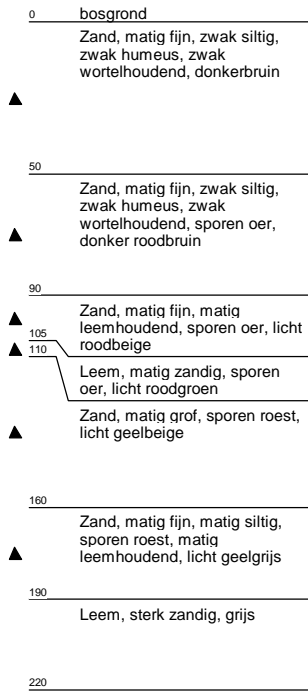 0 bosgrond
Zand, matig fijn, zwak siltig,
zwak humeus, zwak
wortelhoudend, donkerbruin
50
Zand, matig fijn, zwak siltig,
zwak humeus, zwak
wortelhoudend, sporen oer,
donker roodbruin
90
Zand, matig fijn, matig
leemhoudend, sporen oer, licht
roodbeige
105
110
Leem, matig zandig, sporen
oer, licht roodgroen
Zand, matig grof, sporen roest,
licht geelbeige
160
Zand, matig fijn, matig siltig,
sporen roest, matig
leemhoudend, licht geelgrijs
190
Leem, sterk zandig, grijs
220